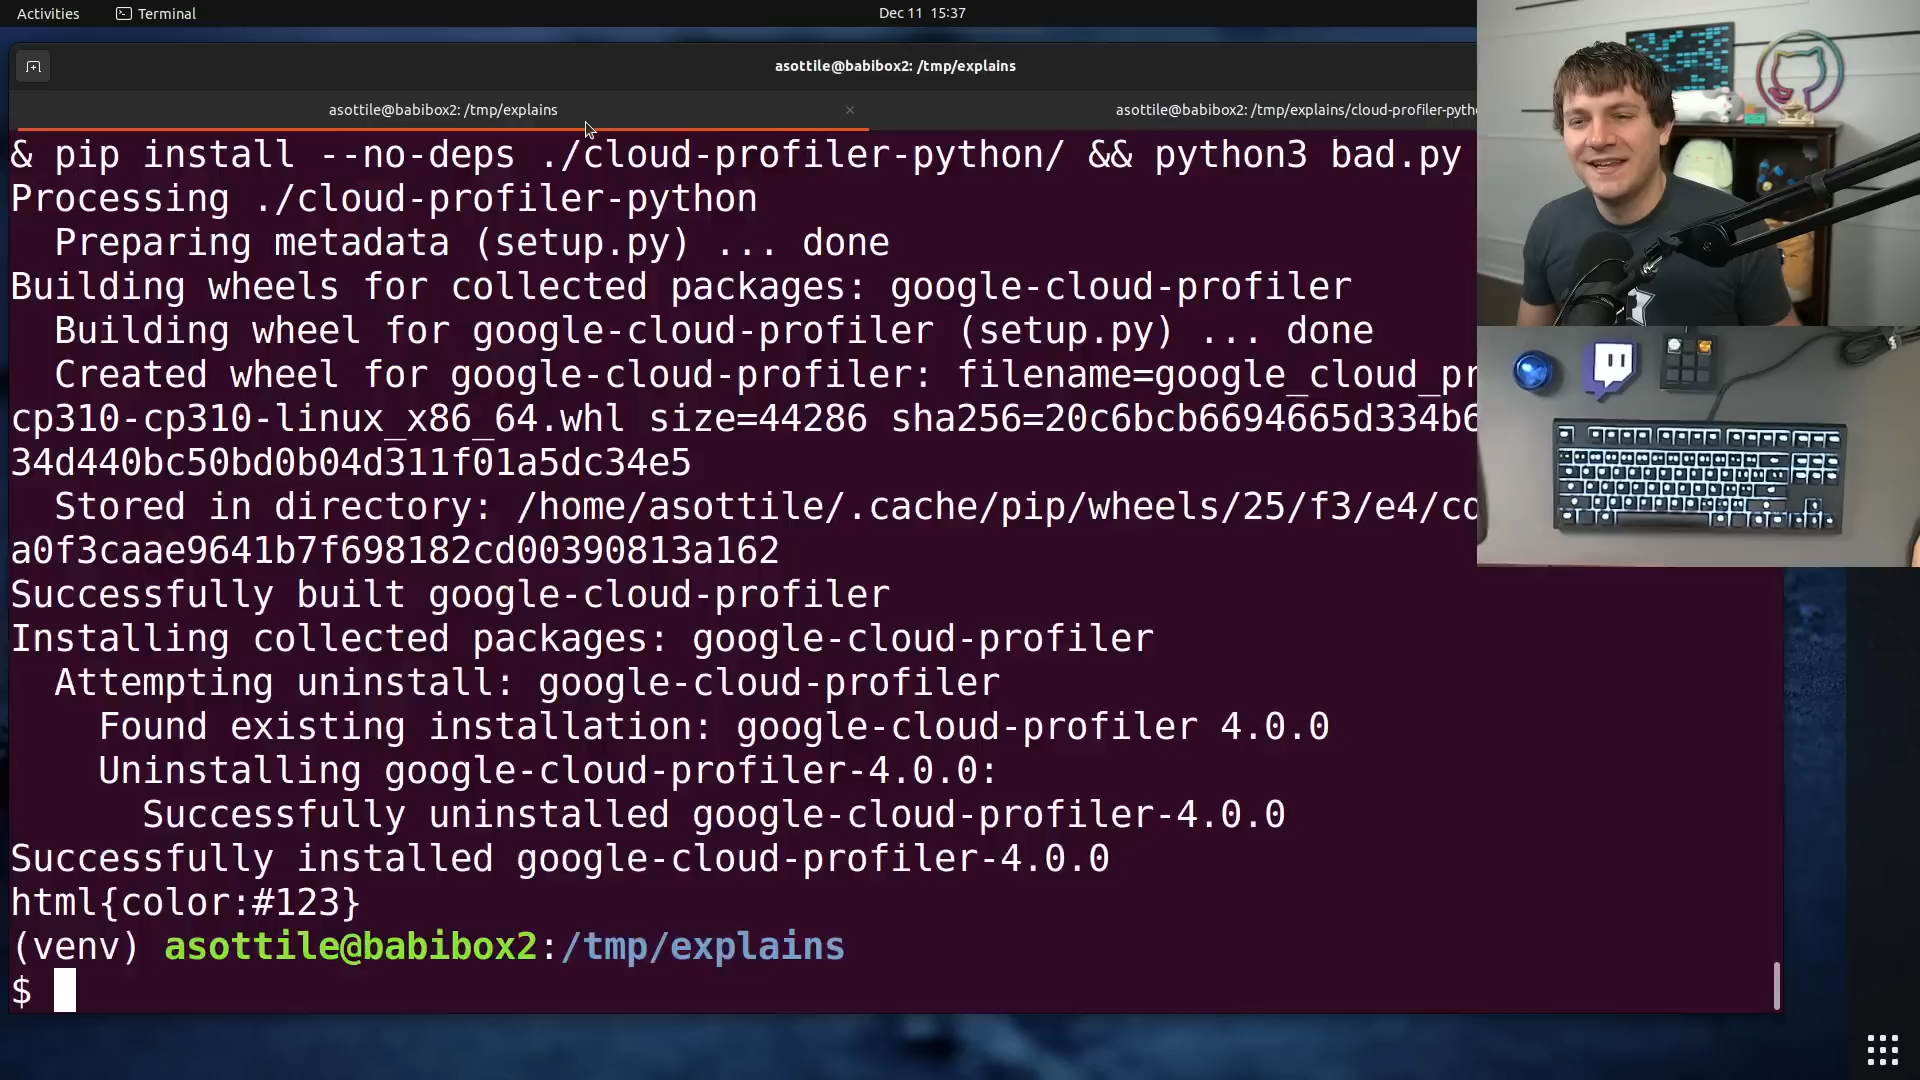 Activities
Terminal
Dec 11 15:37
asottile@babibox2: /tmp/explains
asottile@babibox2: /tmp/explains
asottile@babibox2: /tmp/explains/cloud-profiler-pytho
& pip install --no-deps ./cloud-profiler-python/ && python3 bad.py
Processing ./cloud-profiler-python
Preparing metadata (setup.py) ... done
Building wheels for collected packages: google-cloud-profiler
Building wheel for google-cloud-profiler (setup.py) ... done
Created wheel for google-cloud-profiler: filename=google_cloud_pr
cp310-cp310-linux_x86_64.whl size=44286 sha256=20c6bcb6694665d334b6
34d440bc50bd0b04d311f01a5dc34e5
Stored in directory: /home/asottile/.cache/pip/wheels/25/f3/e4/cd
a0f3caae9641b7f698182cd00390813a162
Successfully built google-cloud-profiler
Installing collected packages: google-cloud-profiler
Attempting uninstall: google-cloud-profiler
Found existing installation: google-cloud-profiler 4.0.0
Uninstalling google-cloud-profiler-4.0.0:
Successfully uninstalled google-cloud-profiler-4.0.0
Successfully installed google-cloud-profiler-4.0.0
html{color:#123}
(venv) asottile@babibox2:/tmp/explains
$